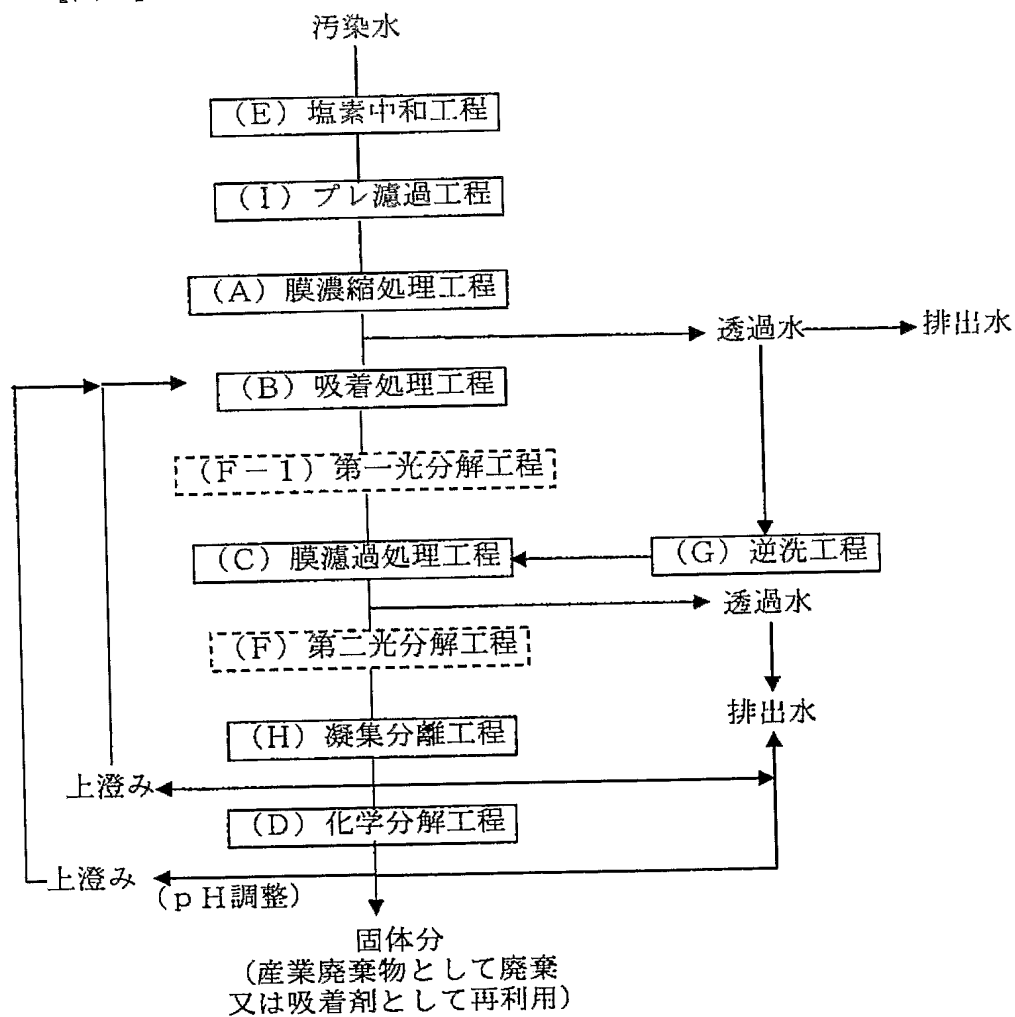 汚染水
(E)塩素中和工程
(I)プレ濾過工程
(A)膜濃縮処理工程
透過水
排出水
(B)吸着処理工程
(F-1)第一光分解工程
(C)膜濾過処理工程
(G)逆洗工程
透過水
(F)第二光分解工程
排出水
(H)凝集分離工程
上澄み
(D)化学分解工程
上澄み
(pH調整)
固体分
(産業廃棄物として廃棄
又は吸着剤として再利用)